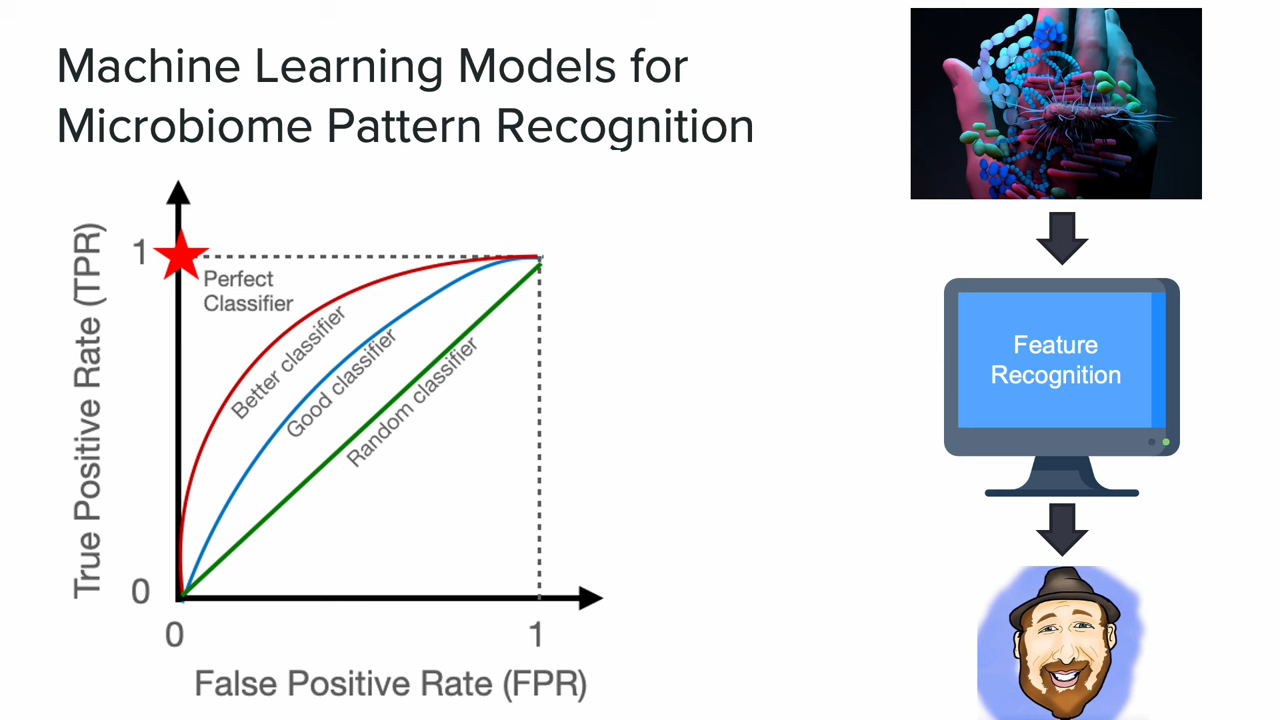 Machine Learning Models for
Microbiome Pattern Recognition
True Positive Rate (TPR)
1
Perfect
Classifier
Better classifier
Good classifier
Random classifier
0
0
1
False Positive Rate (FPR)
Feature
Recognition